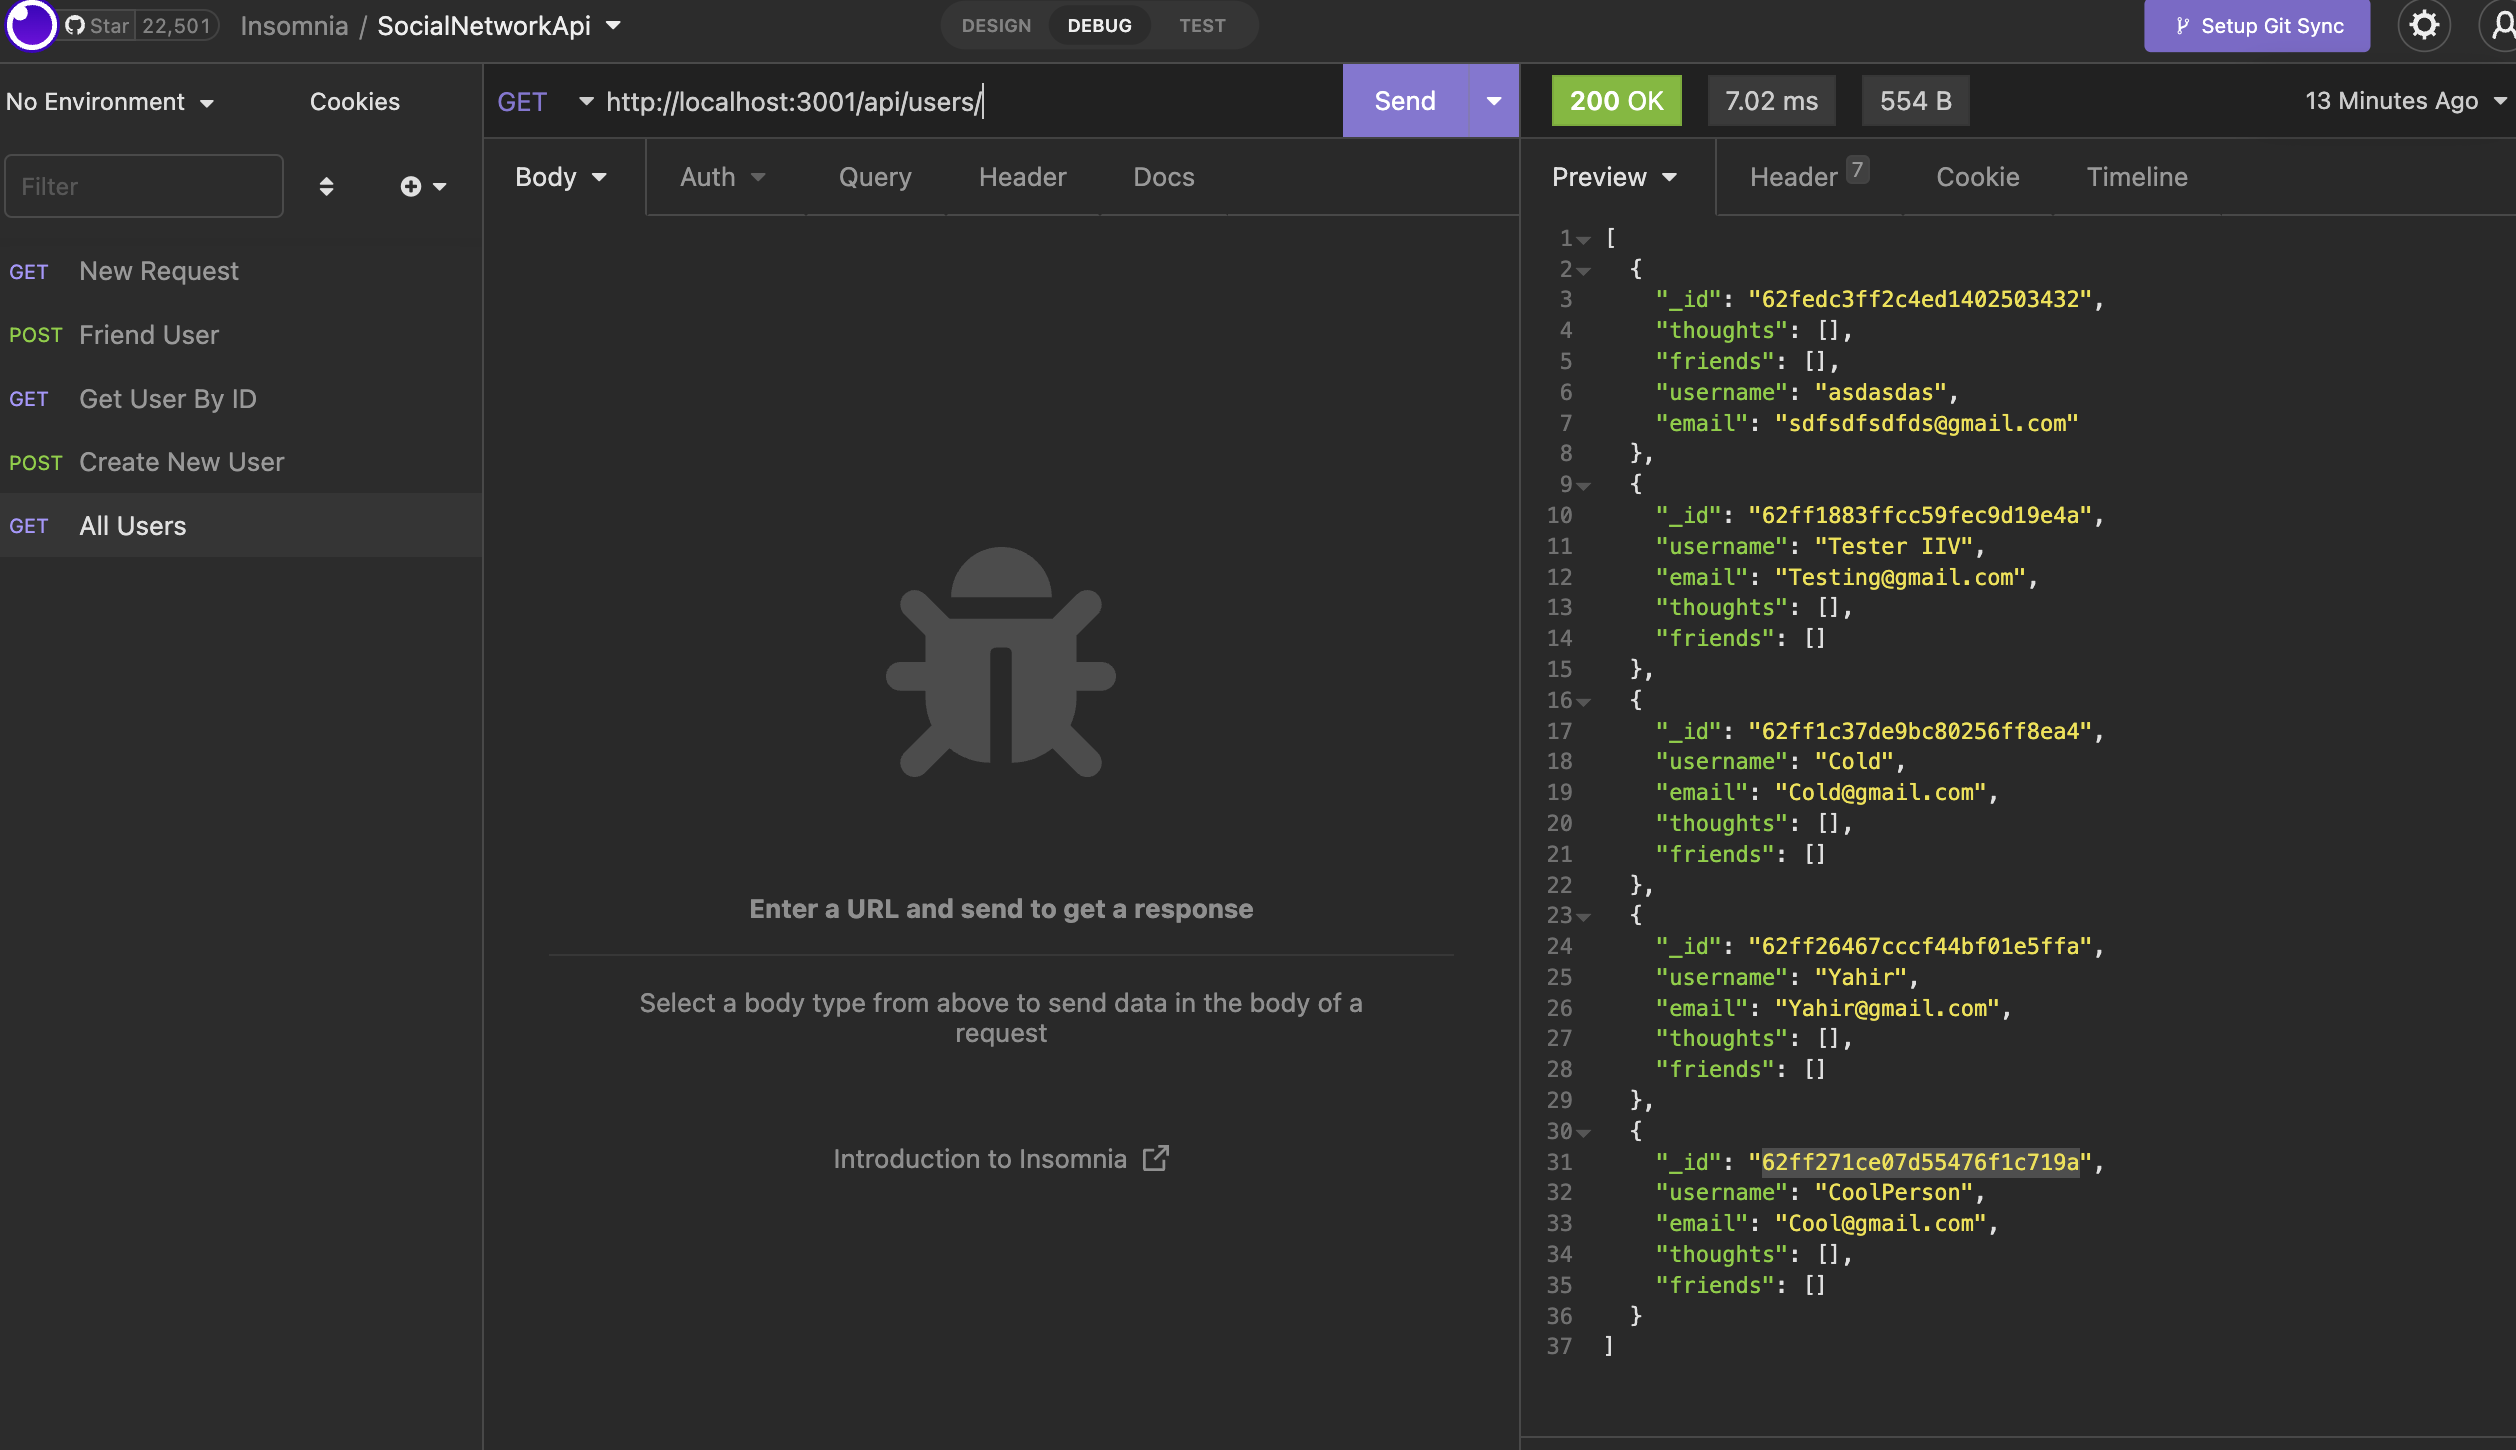 Star 22,501 Insomnia / SocialNetworkApi
DESIGN DEBUG TEST
Setup Git Sync
No Environment Cookies
Filter
GET New Request
POST Friend User
GET Get User By ID
POST Create New User
GET All Users
GET http://localhost:3001/api/users/ Send
Body Auth Query Header Docs
Enter a URL and send to get a response
Select a body type from above to send data in the body of a
request
Introduction to Insomnia
200 OK 7.02 ms 554 B 13 Minutes Ago
Preview Header 7 Cookie Timeline
1 [
2 {
3 "_id": "62fedc3ff2c4ed1402503432",
4 "thoughts": [],
5 "friends": [],
6 "username": "asdasdas",
7 "email": "sdfsdfsdfds@gmail.com"
8 },
9 {
10 "_id": "62ff1883ffcc59fec9d19e4a",
11 "username": "Tester IIV",
12 "email": "Testing@gmail.com",
13 "thoughts": [],
14 "friends": []
15 },
16 {
17 "_id": "62ff1c37de9bc80256ff8ea4",
18 "username": "Cold",
19 "email": "Cold@gmail.com",
20 "thoughts": [],
21 "friends": []
22 },
23 {
24 "_id": "62ff26467cccf44bf01e5ffa",
25 "username": "Yahir",
26 "email": "Yahir@gmail.com",
27 "thoughts": [],
28 "friends": []
29 },
30 {
31 "_id": "62ff271ce07d55476f1c719a",
32 "username": "CoolPerson",
33 "email": "Cool@gmail.com",
34 "thoughts": [],
35 "friends": []
36 }
37 ]